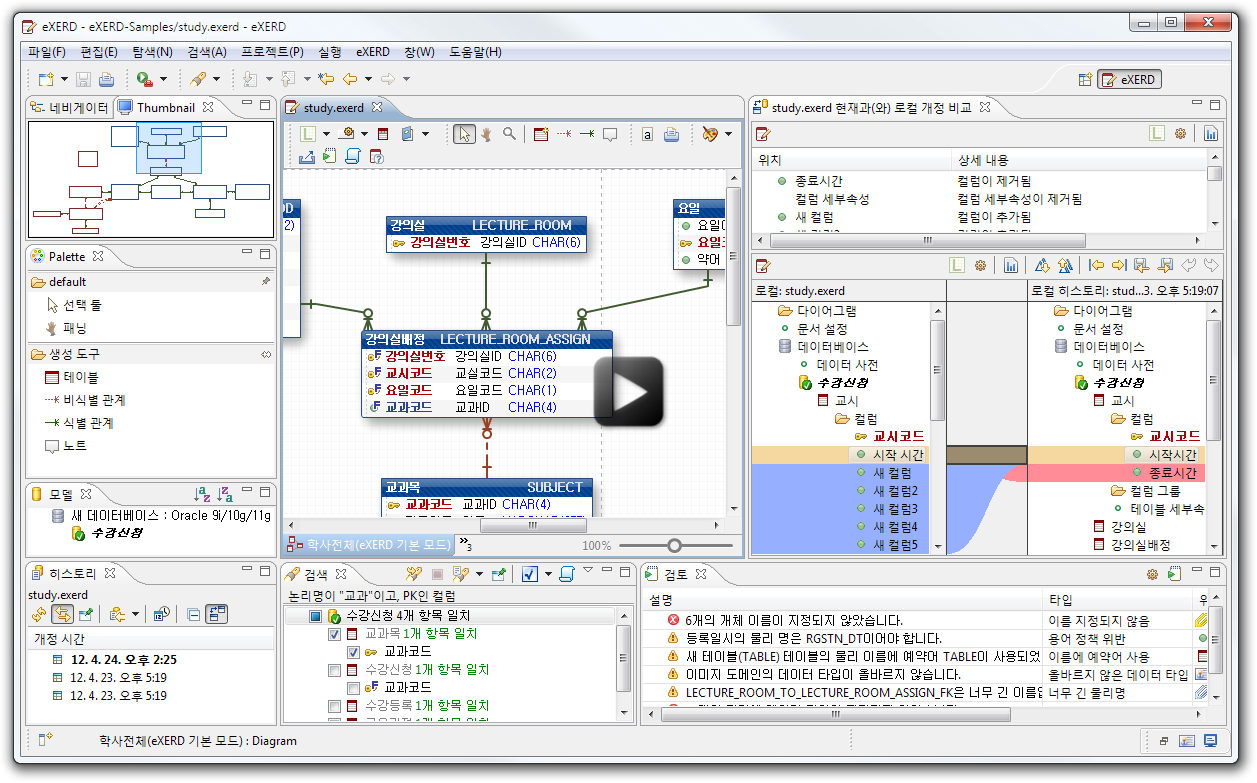 eXERD - eXERD-Samples/study.exerd - eXERD
파일(F) 편집(E) 탐색(N) 검색(A) 프로젝트(P) 실행 eXERD 창(W) 도움말(H)
eXERD
네비게이터 Thumbnail
Palette
default
선택 툴
패닝
생성 도구
테이블
비식별 관계
식별 관계
노트
모델
새 데이터베이스 : Oracle 9i/10g/11g
수강신청
히스토리
study.exerd
개정 시간
12. 4. 24. 오후 2:25
12. 4. 23. 오후 5:19
12. 4. 23. 오후 5:19
study.exerd
강의실 LECTURE_ROOM
강의실번호 강의실ID CHAR(6)
요일
약어
강의실배정 LECTURE_ROOM_ASSIGN
강의실번호 강의실ID CHAR(6)
교시코드 교실코드 CHAR(2)
요일코드 요일코드 CHAR(1)
교과코드 교과ID CHAR(4)
교과목 SUBJECT
교과코드 교과ID CHAR(4)
학사전체(eXERD 기본 모드)
3
100%
study.exerd 현재과(와) 로컬 개정 비교
위치 상세 내용
종료시간 컬럼이 제거됨
컬럼 세부속성 컬럼 세부속성이 제거됨
새 컬럼 컬럼이 추가됨
로컬: study.exerd
다이어그램
문서 설정
데이터베이스
데이터 사전
수강신청
교시
컬럼
교시코드
시작 시간
새 컬럼
새 컬럼2
새 컬럼3
새 컬럼4
새 컬럼5
로컬 히스토리: stud...3. 오후 5:19:07
다이어그램
문서 설정
데이터베이스
데이터 사전
수강신청
교시
컬럼
교시코드
시작시간
종료시간
컬럼 그룹
테이블 세부속
강의실
강의실배정
검색
논리명이 "교과"이고, PK인 컬럼
수강신청 4개 항목 일치
교과목 1개 항목 일치
교과코드
수강신청 1개 항목 일치
교과코드
수강등록 1개 항목 일치
검토
설명 타입
6개의 개체 이름이 지정되지 않았습니다. 이름 지정되지 않음
등록일시의 물리 명은 RGSTN_DT이어야 합니다. 용어 정책 위반
새 테이블(TABLE) 테이블의 물리 이름에 예약어 TABLE이 사용되었 이름에 예약어 사용
이미지 도메인의 데이터 타입이 올바르지 않습니다. 올바르지 않은 데이터 타입
LECTURE_ROOM_TO_LECTURE_ROOM_ASSIGN_FK은 너무 긴 이름입 너무 긴 물리명
학사전체(eXERD 기본 모드) : Diagram